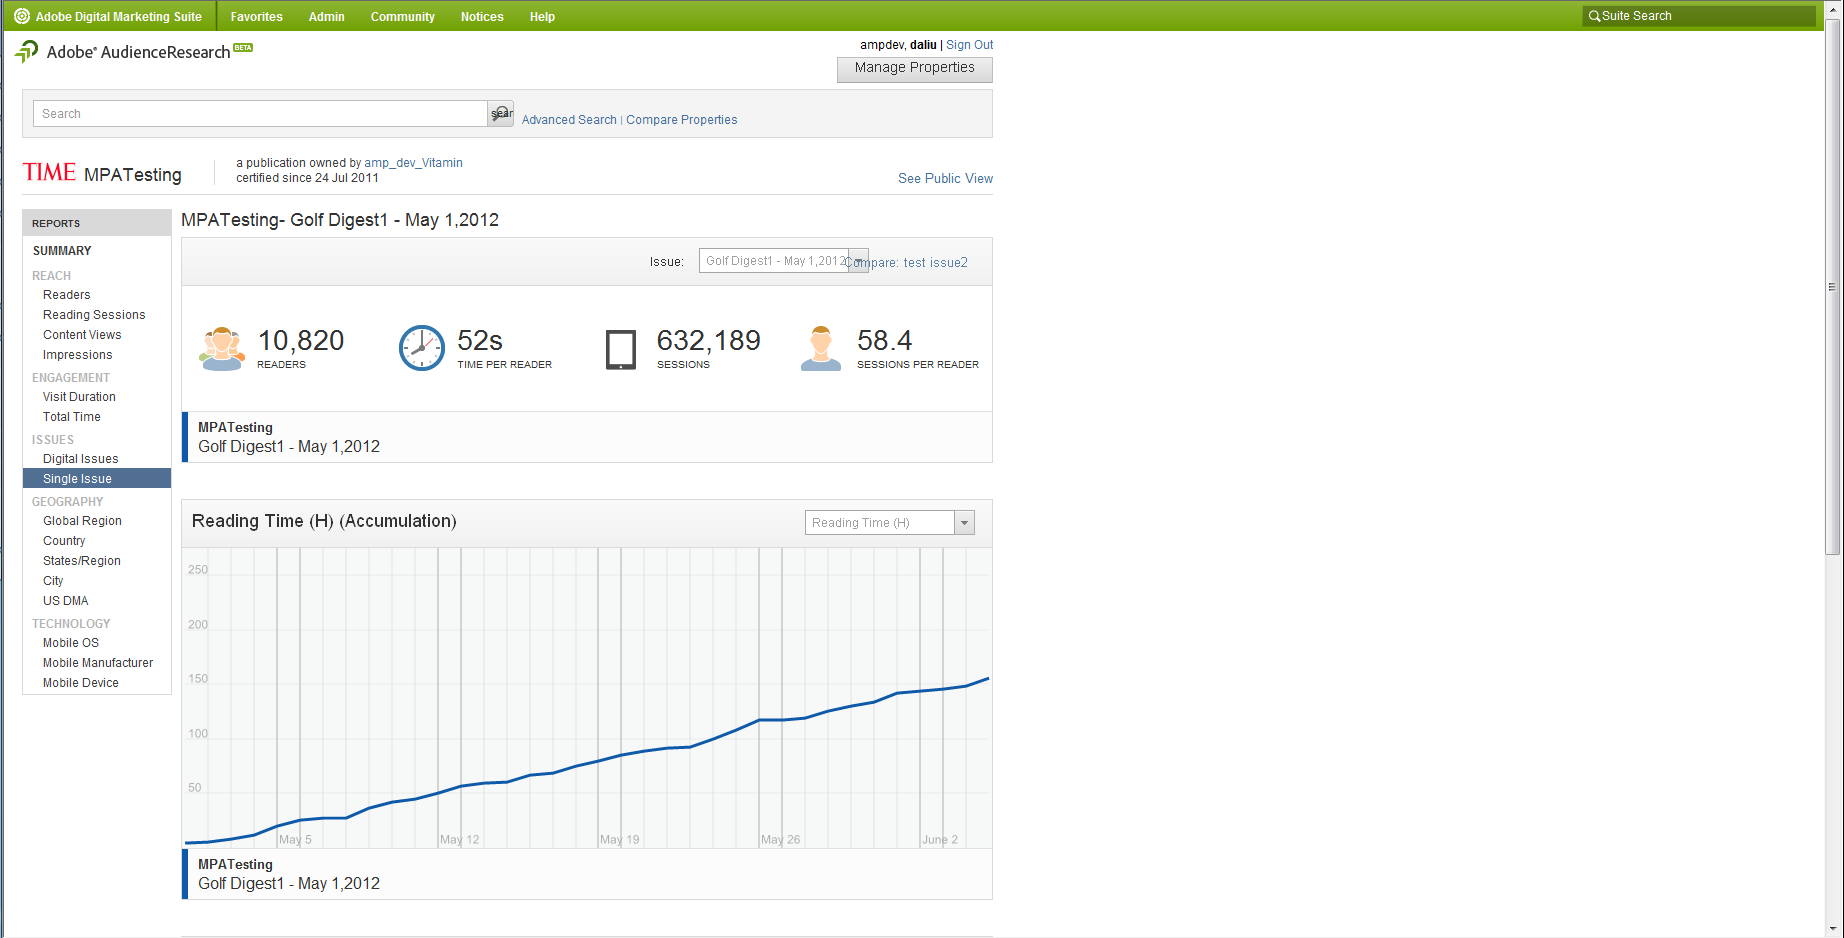 Adobe Digital Marketing Suite Favorites Admin Community Notices Help Suite Search
Adobe® AudienceResearch BETA
ampdev, daliu | Sign Out
Manage Properties
Search sear Advanced Search | Compare Properties
TIME MPATesting
a publication owned by amp_dev_Vitamin
certified since 24 Jul 2011
See Public View
REPORTS
SUMMARY
REACH
Readers
Reading Sessions
Content Views
Impressions
ENGAGEMENT
Visit Duration
Total Time
ISSUES
Digital Issues
Single Issue
GEOGRAPHY
Global Region
Country
States/Region
City
US DMA
TECHNOLOGY
Mobile OS
Mobile Manufacturer
Mobile Device
MPATesting- Golf Digest1 - May 1,2012
Issue: Golf Digest1 - May 1,2012 Compare: test issue2
10,820
READERS
52s
TIME PER READER
632,189
SESSIONS
58.4
SESSIONS PER READER
MPATesting
Golf Digest1 - May 1,2012
Reading Time (H) (Accumulation) Reading Time (H)
250
200
150
100
50
May 5 May 12 May 19 May 26 June 2
MPATesting
Golf Digest1 - May 1,2012